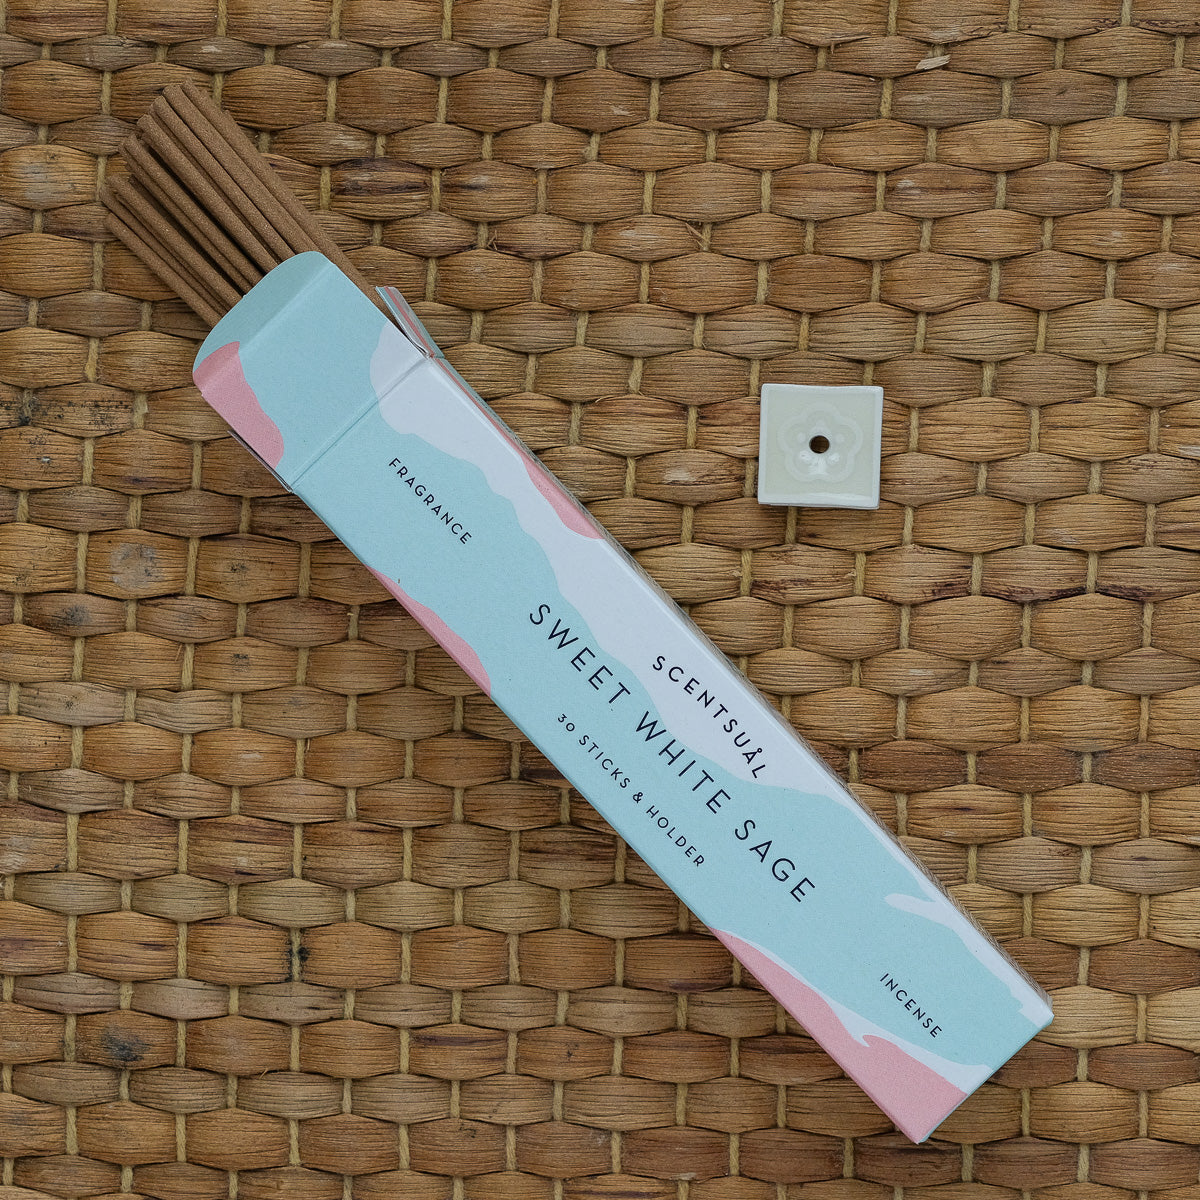 FRAGRANCE
SCENTSUÅL
SWEET WHITE SAGE
30 STICKS & HOLDER
INCENSE